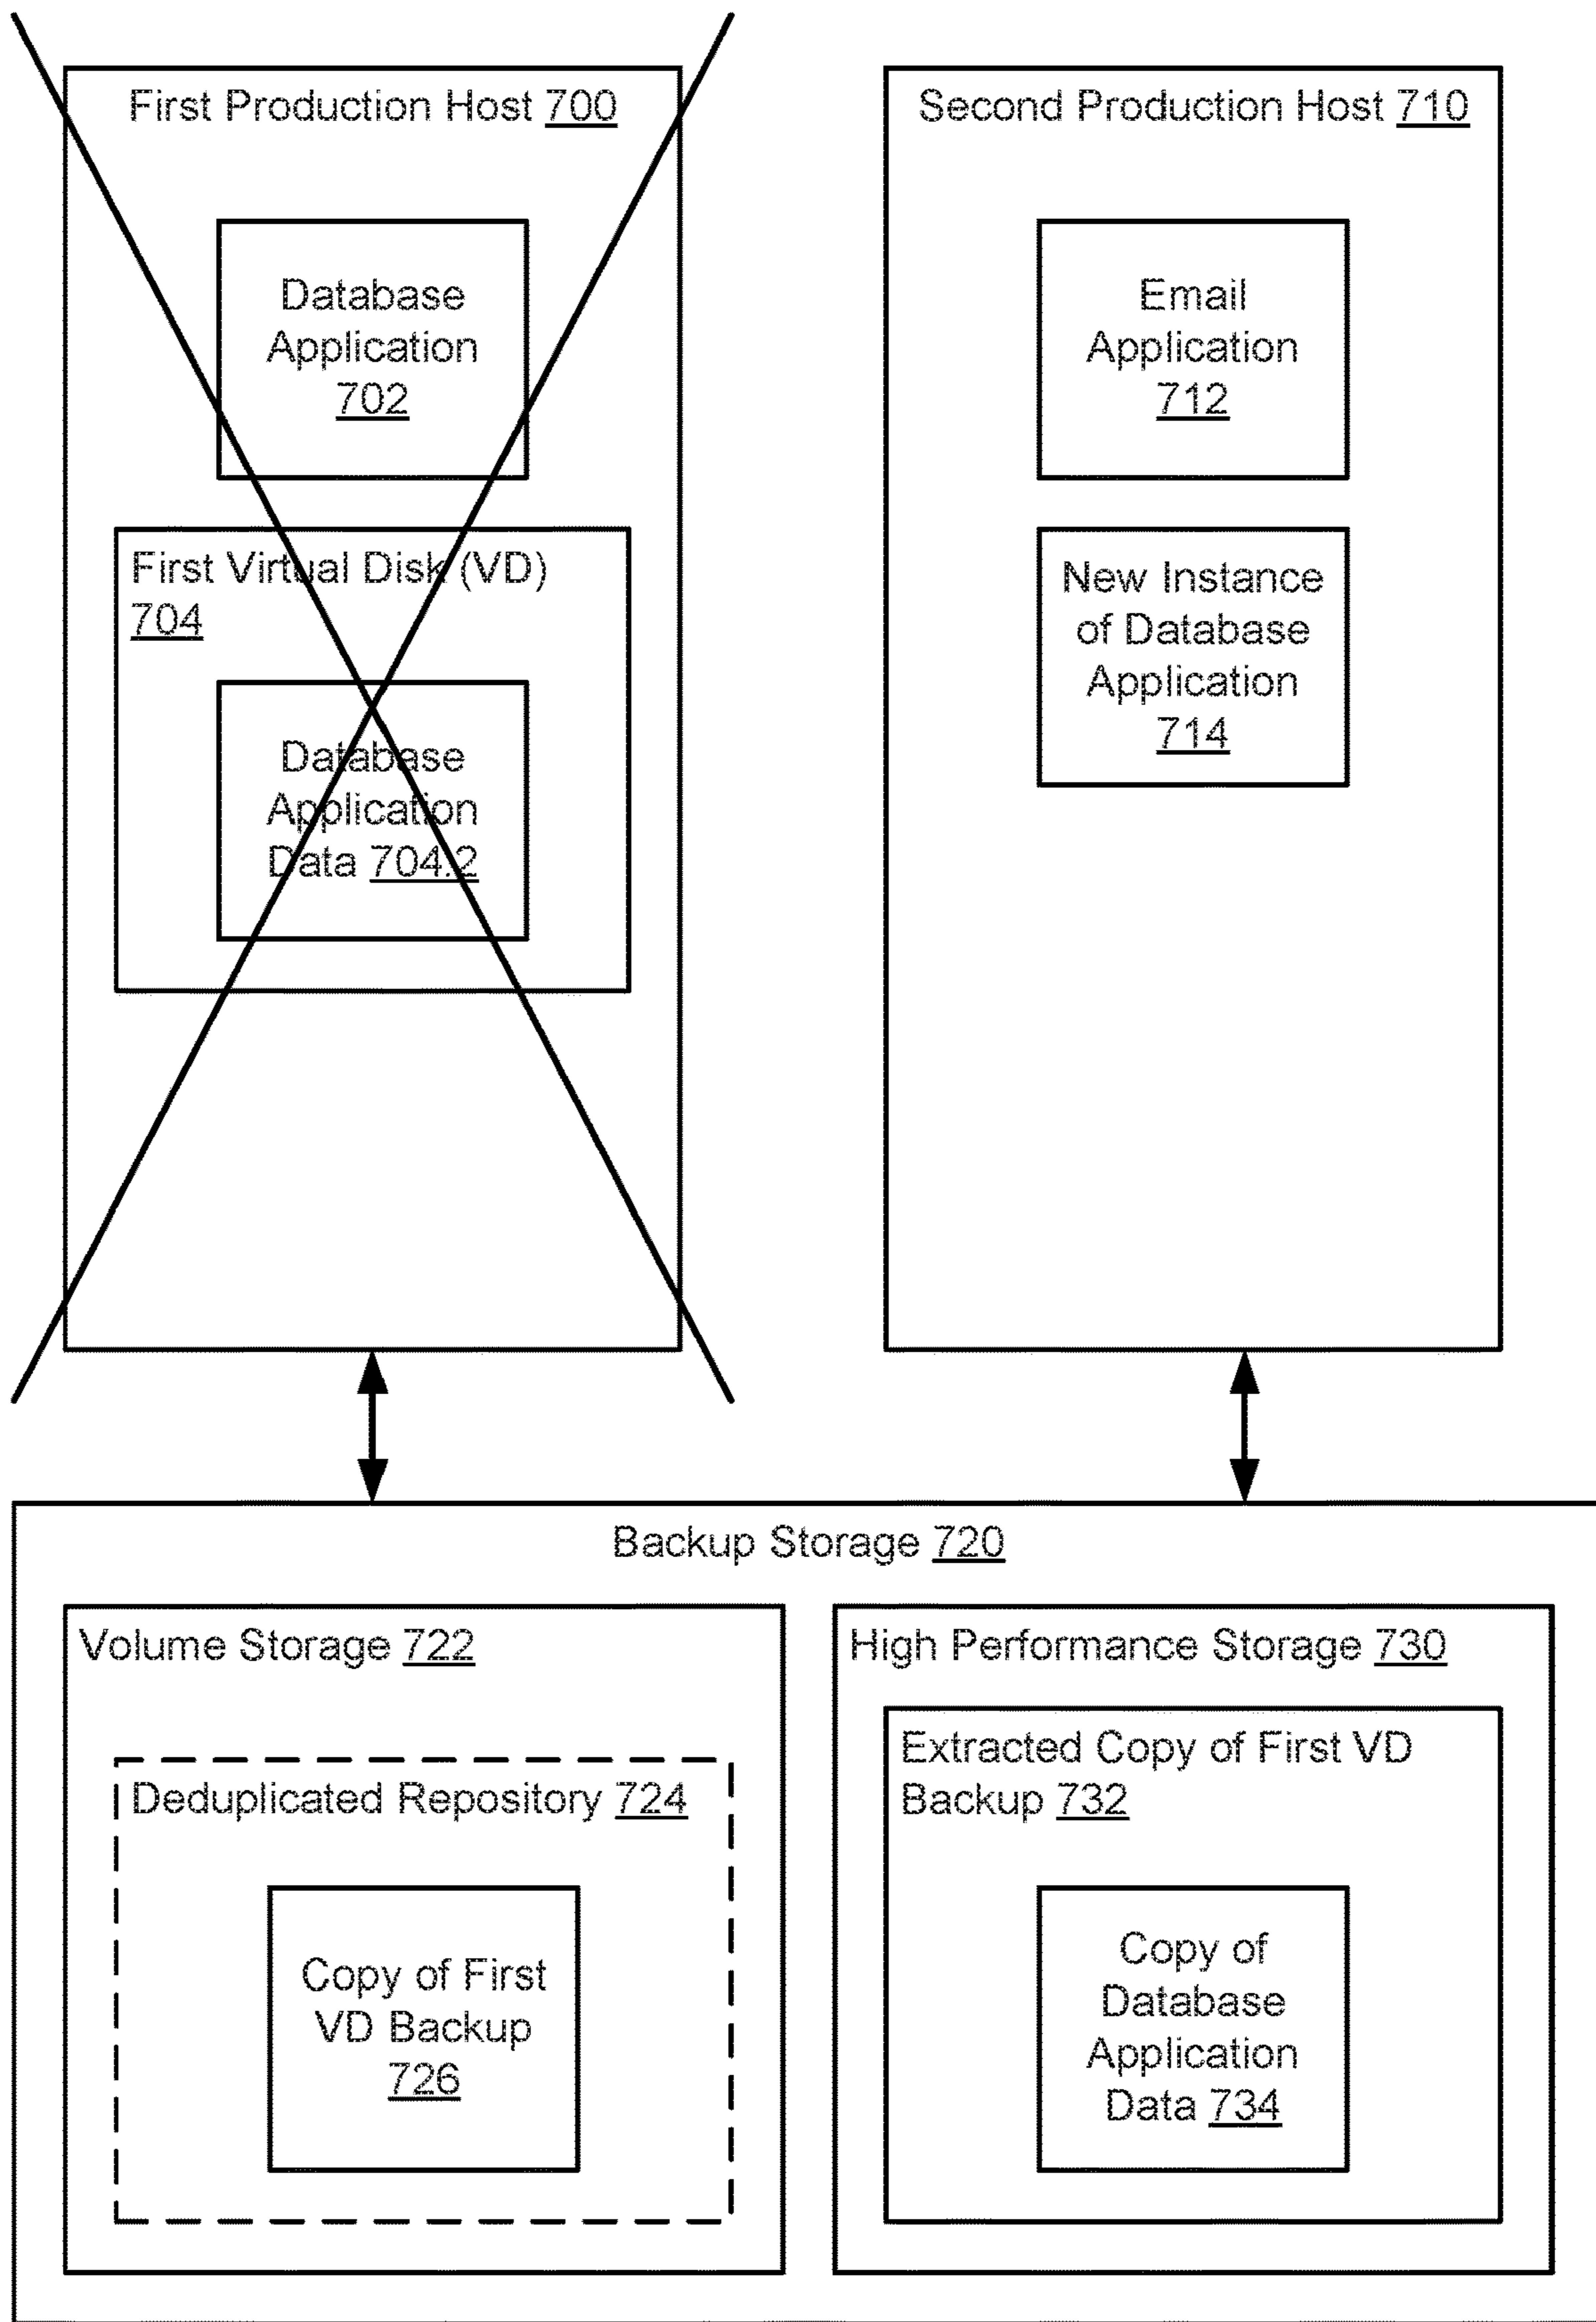 First Production Host 700
Database
Application
702
First Virtual Disk (VD)
704
Database
Application
Data 704.2
Second Production Host 710
Email
Application
712
New Instance
of Database
Application
714
Backup Storage 720
Volume Storage 722
Deduplicated Repository 724
Copy of First
VD Backup
726
High Performance Storage 730
Extracted Copy of First VD
Backup 732
Copy of
Database
Application
Data 734